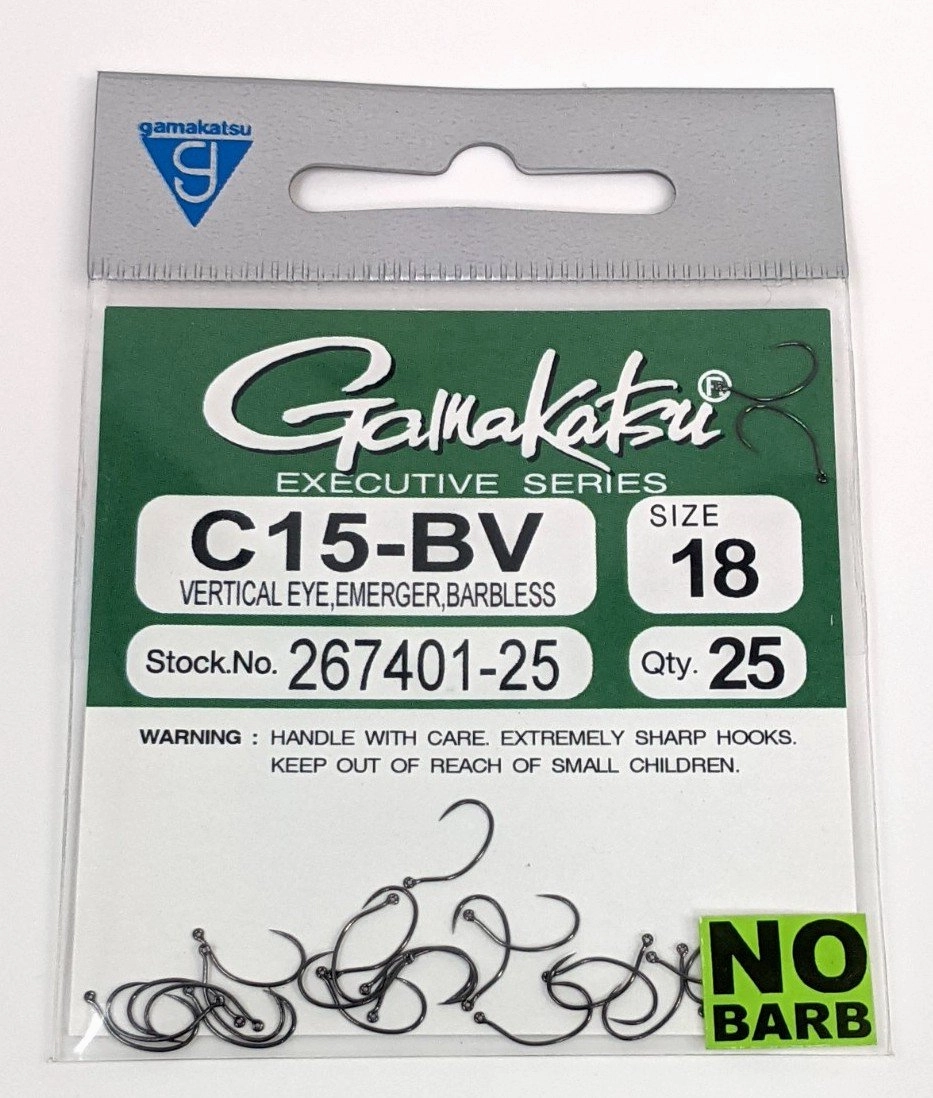 gamakatsu
Gamakatsu®
EXECUTIVE SERIES
C15-BV
VERTICAL EYE,EMERGER,BARBLESS
SIZE
18
Stock.No. 267401-25
Qty. 25
WARNING : HANDLE WITH CARE. EXTREMELY SHARP HOOKS.
KEEP OUT OF REACH OF SMALL CHILDREN.
NO
BARB